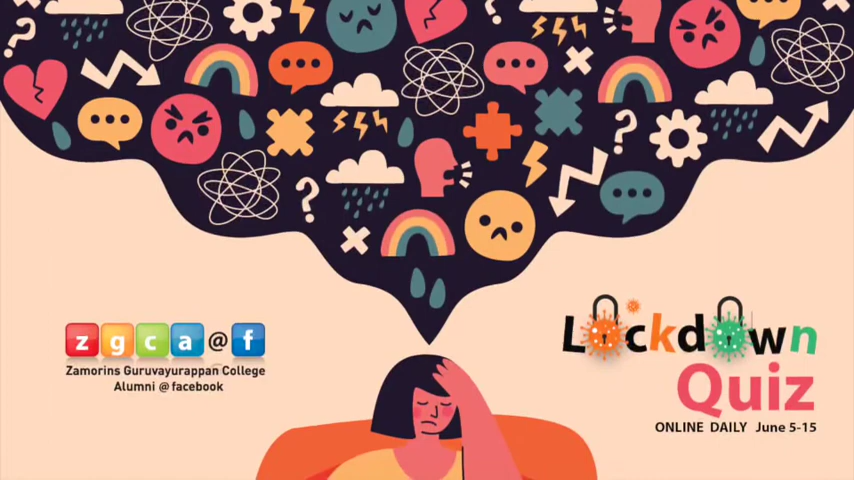 zgca@f
Zamorins Guruvayurappan College
Alumni @ facebook
Lockdown
Quiz
ONLINE DAILY June 5-15